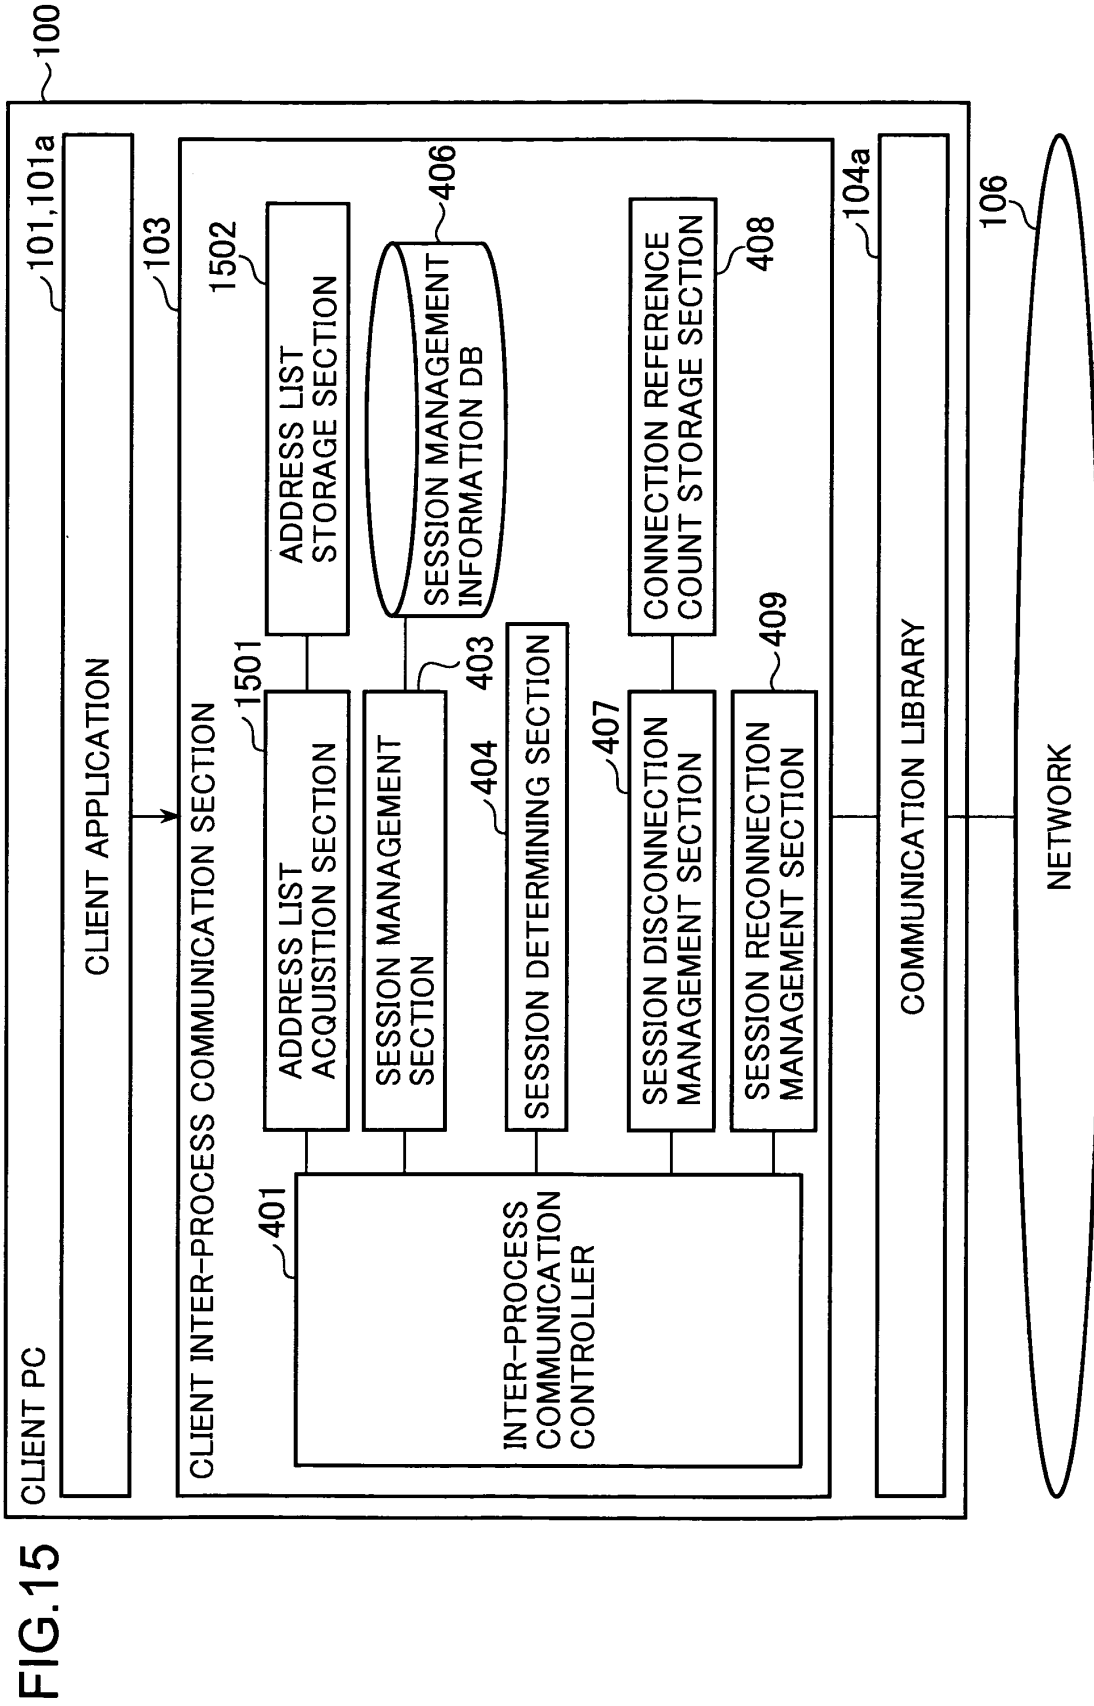 FIG.15
CLIENT PC
100
CLIENT APPLICATION
101,101a
CLIENT INTER-PROCESS COMMUNICATION SECTION
103
401
INTER-PROCESS
COMMUNICATION
CONTROLLER
ADDRESS LIST
ACQUISITION SECTION
1501
ADDRESS LIST
STORAGE SECTION
1502
SESSION MANAGEMENT
SECTION
403
SESSION MANAGEMENT
INFORMATION DB
406
404
SESSION DETERMINING SECTION
407
SESSION DISCONNECTION
MANAGEMENT SECTION
CONNECTION REFERENCE
COUNT STORAGE SECTION
408
SESSION RECONNECTION
MANAGEMENT SECTION
409
COMMUNICATION LIBRARY
104a
NETWORK
106